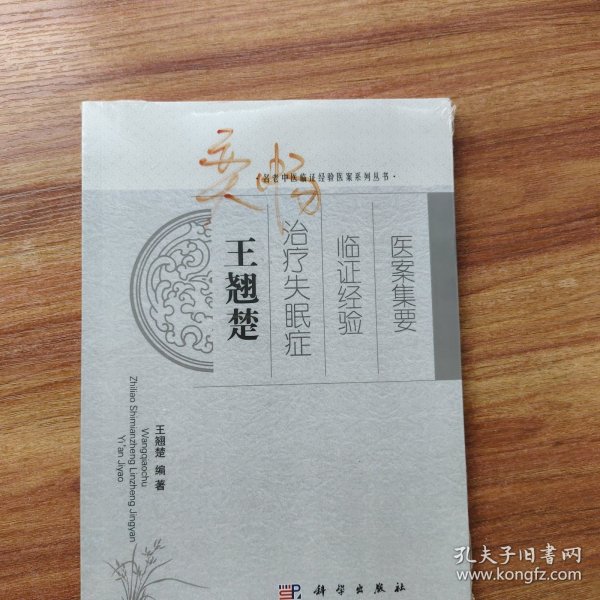 ·名老中医临证经验医案系列丛书·
王翘楚
治疗失眠症
临证经验
医案集要
王翘楚 编著
Wangqiaochu
Zhiliao Shimianzheng Linzheng Jingyan
Yi'an Jiyao
科学出版社
孔夫子旧书网
www.kongfz.com